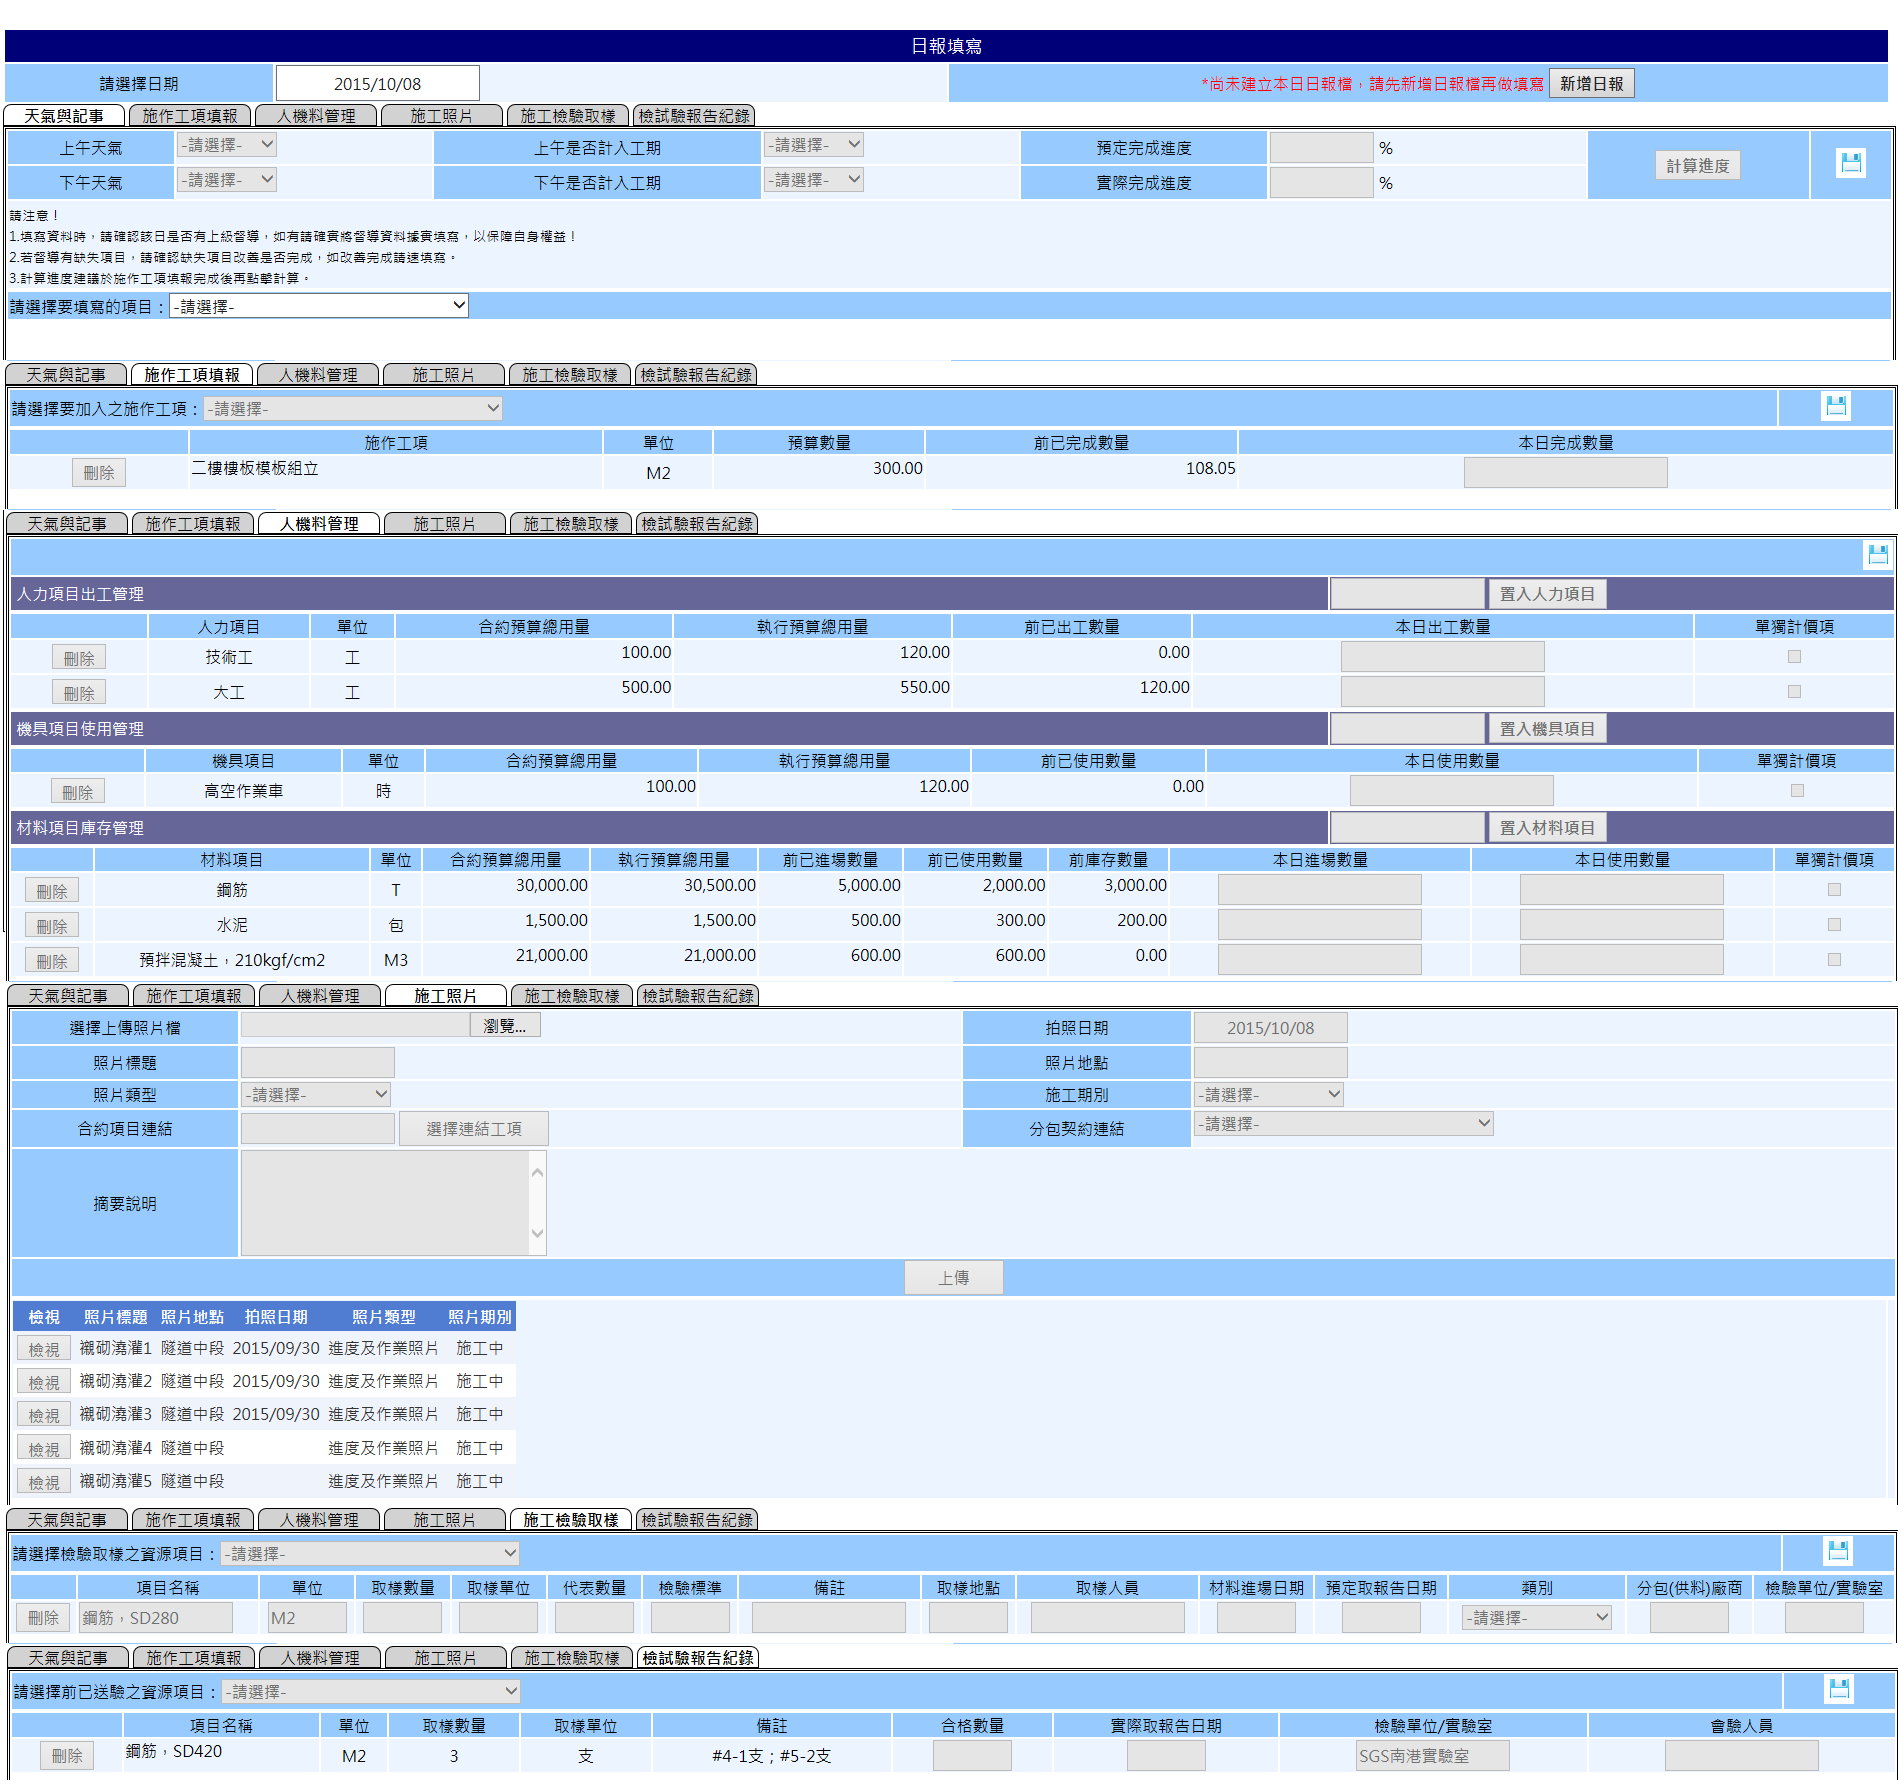 日報填寫
請選擇日期 2015/10/08 *尚未建立本日日報檔，請先新增日報檔再做填寫 新增日報
天氣與記事 施作工項填報 人機料管理 施工照片 施工檢驗取樣 檢試驗報告紀錄
上午天氣 -請選擇- 上午是否計入工期 -請選擇- 預定完成進度 % 計算進度
下午天氣 -請選擇- 下午是否計入工期 -請選擇- 實際完成進度 %
請注意！
1.填寫資料時，請確認該日是否有上級督導，如有請確實將督導資料據實填寫，以保障自身權益！
2.若督導有缺失項目，請確認缺失項目改善是否完成，如改善完成請速填寫。
3.計算進度建議於施作工項填報完成後再點擊計算。
請選擇要填寫的項目：-請選擇-
天氣與記事 施作工項填報 人機料管理 施工照片 施工檢驗取樣 檢試驗報告紀錄
請選擇要加入之施作工項：-請選擇-
施作工項 單位 預算數量 前已完成數量 本日完成數量
刪除 二樓樓板模板組立 M2 300.00 108.05
天氣與記事 施作工項填報 人機料管理 施工照片 施工檢驗取樣 檢試驗報告紀錄
人力項目出工管理 置入人力項目
人力項目 單位 合約預算總用量 執行預算總用量 前已出工數量 本日出工數量 單獨計價項
刪除 技術工 工 100.00 120.00 0.00
刪除 大工 工 500.00 550.00 120.00
機具項目使用管理 置入機具項目
機具項目 單位 合約預算總用量 執行預算總用量 前已使用數量 本日使用數量 單獨計價項
刪除 高空作業車 時 100.00 120.00 0.00
材料項目庫存管理 置入材料項目
材料項目 單位 合約預算總用量 執行預算總用量 前已進場數量 前已使用數量 前庫存數量 本日進場數量 本日使用數量 單獨計價項
刪除 鋼筋 T 30,000.00 30,500.00 5,000.00 2,000.00 3,000.00
刪除 水泥 包 1,500.00 1,500.00 500.00 300.00 200.00
刪除 預拌混凝土，210kgf/cm2 M3 21,000.00 21,000.00 600.00 600.00 0.00
天氣與記事 施作工項填報 人機料管理 施工照片 施工檢驗取樣 檢試驗報告紀錄
選擇上傳照片檔 瀏覽... 拍照日期 2015/10/08
照片標題 照片地點
照片類型 -請選擇- 施工期別 -請選擇-
合約項目連結 選擇連結工項 分包契約連結 -請選擇-
摘要說明
上傳
檢視 照片標題 照片地點 拍照日期 照片類型 照片期別
檢視 襯砌澆灌1 隧道中段 2015/09/30 進度及作業照片 施工中
檢視 襯砌澆灌2 隧道中段 2015/09/30 進度及作業照片 施工中
檢視 襯砌澆灌3 隧道中段 2015/09/30 進度及作業照片 施工中
檢視 襯砌澆灌4 隧道中段 進度及作業照片 施工中
檢視 襯砌澆灌5 隧道中段 進度及作業照片 施工中
天氣與記事 施作工項填報 人機料管理 施工照片 施工檢驗取樣 檢試驗報告紀錄
請選擇檢驗取樣之資源項目：-請選擇-
項目名稱 單位 取樣數量 取樣單位 代表數量 檢驗標準 備註 取樣地點 取樣人員 材料進場日期 預定取報告日期 類別 分包(供料)廠商 檢驗單位/實驗室
刪除 鋼筋，SD280 M2 -請選擇-
天氣與記事 施作工項填報 人機料管理 施工照片 施工檢驗取樣 檢試驗報告紀錄
請選擇前已送驗之資源項目：-請選擇-
項目名稱 單位 取樣數量 取樣單位 備註 合格數量 實際取報告日期 檢驗單位/實驗室 會驗人員
刪除 鋼筋，SD420 M2 3 支 #4-1支；#5-2支 SGS南港實驗室